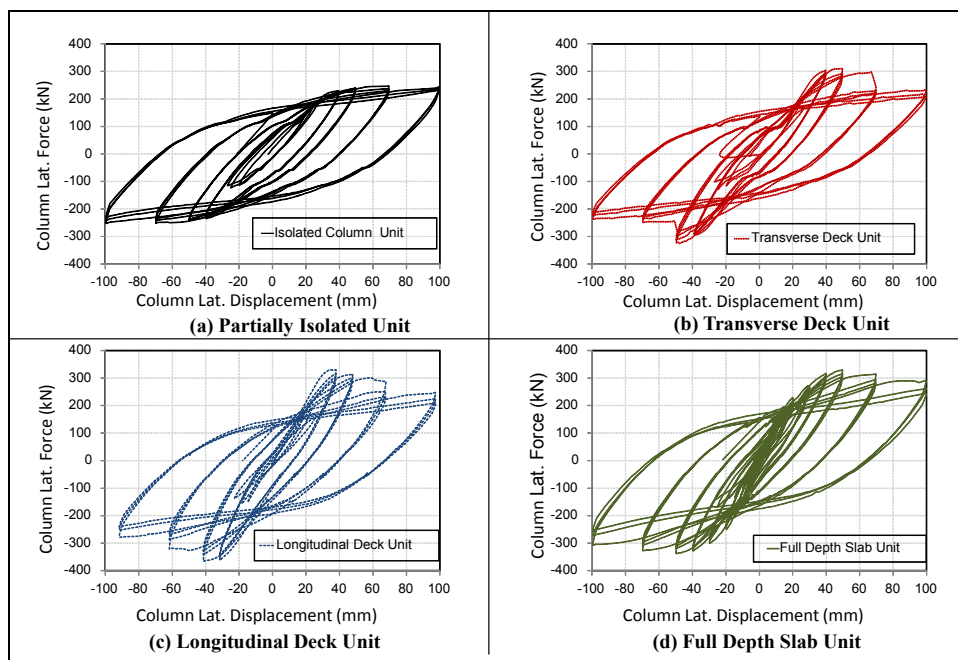 400
300
200
100
0
-100
-200
-300
-400
Column Lat. Force (kN)
-100 -80 -60 -40 -20 0 20 40 60 80 100
Column Lat. Displacement (mm)
Isolated Column Unit
(a) Partially Isolated Unit
400
300
200
100
0
-100
-200
-300
-400
Column Lat. Force (kN)
-100 -80 -60 -40 -20 0 20 40 60 80 100
Column Lat. Displacement (mm)
Transverse Deck Unit
(b) Transverse Deck Unit
400
300
200
100
0
-100
-200
-300
-400
Column Lat. Force (kN)
-100 -80 -60 -40 -20 0 20 40 60 80 100
Column Lat. Displacement (mm)
Longitudinal Deck Unit
(c) Longitudinal Deck Unit
400
300
200
100
0
-100
-200
-300
-400
Column Lat. Force (kN)
-100 -80 -60 -40 -20 0 20 40 60 80 100
Column Lat. Displacement (mm)
Full Depth Slab Unit
(d) Full Depth Slab Unit